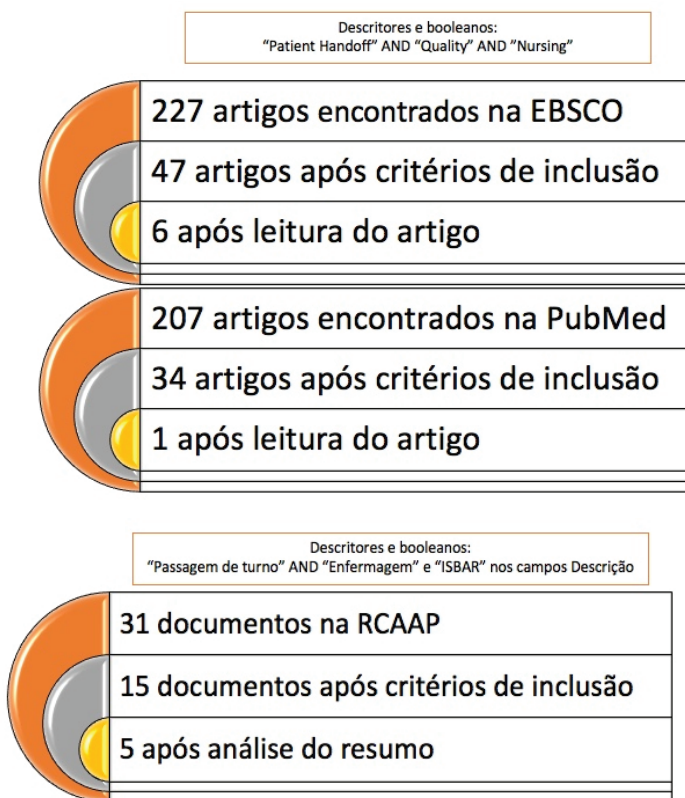 Descritores e booleanos:
“Patient Handoff” AND “Quality” AND ”Nursing”
227 artigos encontrados na EBSCO
47 artigos após critérios de inclusão
6 após leitura do artigo
207 artigos encontrados na PubMed
34 artigos após critérios de inclusão
1 após leitura do artigo
Descritores e booleanos:
“Passagem de turno” AND “Enfermagem” e “ISBAR” nos campos Descrição
31 documentos na RCAAP
15 documentos após critérios de inclusão
5 após análise do resumo